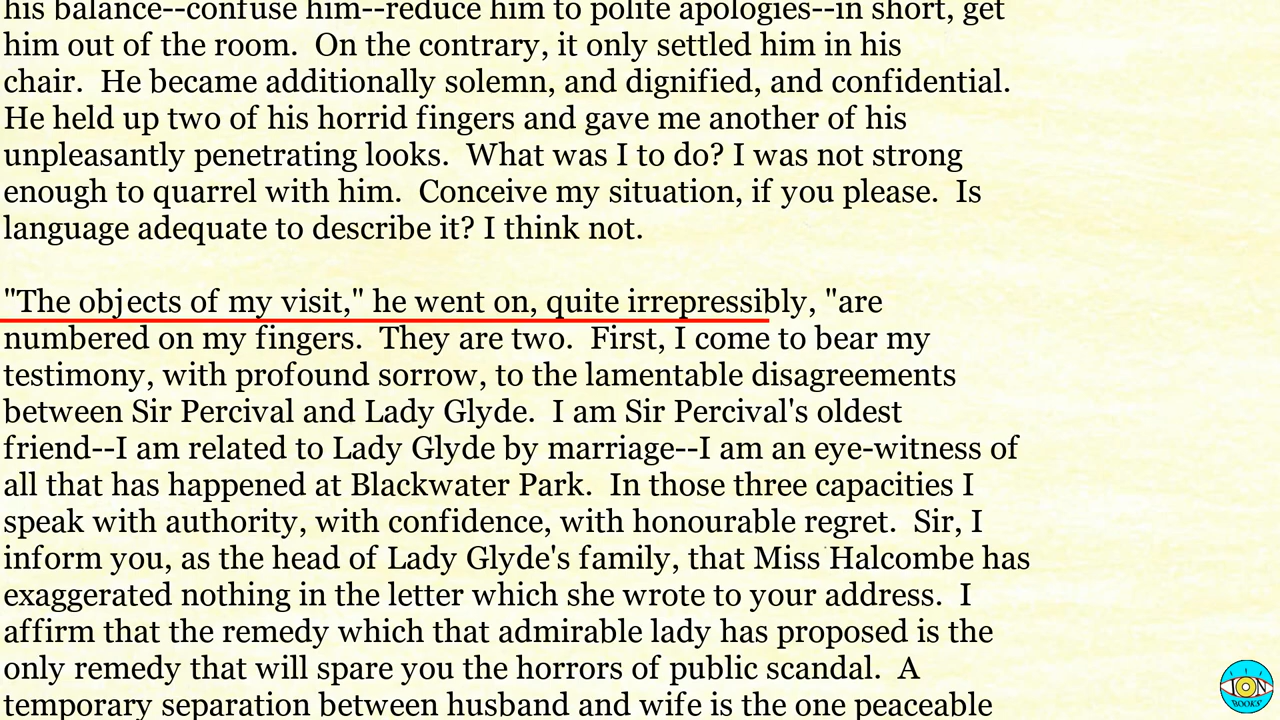 his balance--confuse him--reduce him to polite apologies--in short, get
him out of the room.  On the contrary, it only settled him in his
chair.  He became additionally solemn, and dignified, and confidential.
He held up two of his horrid fingers and gave me another of his
unpleasantly penetrating looks.  What was I to do? I was not strong
enough to quarrel with him.  Conceive my situation, if you please.  Is
language adequate to describe it? I think not.
"The objects of my visit," he went on, quite irrepressibly, "are
numbered on my fingers.  They are two.  First, I come to bear my
testimony, with profound sorrow, to the lamentable disagreements
between Sir Percival and Lady Glyde.  I am Sir Percival's oldest
friend--I am related to Lady Glyde by marriage--I am an eye-witness of
all that has happened at Blackwater Park.  In those three capacities I
speak with authority, with confidence, with honourable regret.  Sir, I
inform you, as the head of Lady Glyde's family, that Miss Halcombe has
exaggerated nothing in the letter which she wrote to your address.  I
affirm that the remedy which that admirable lady has proposed is the
only remedy that will spare you the horrors of public scandal.  A
temporary separation between husband and wife is the one peaceable
ION
BOOKS